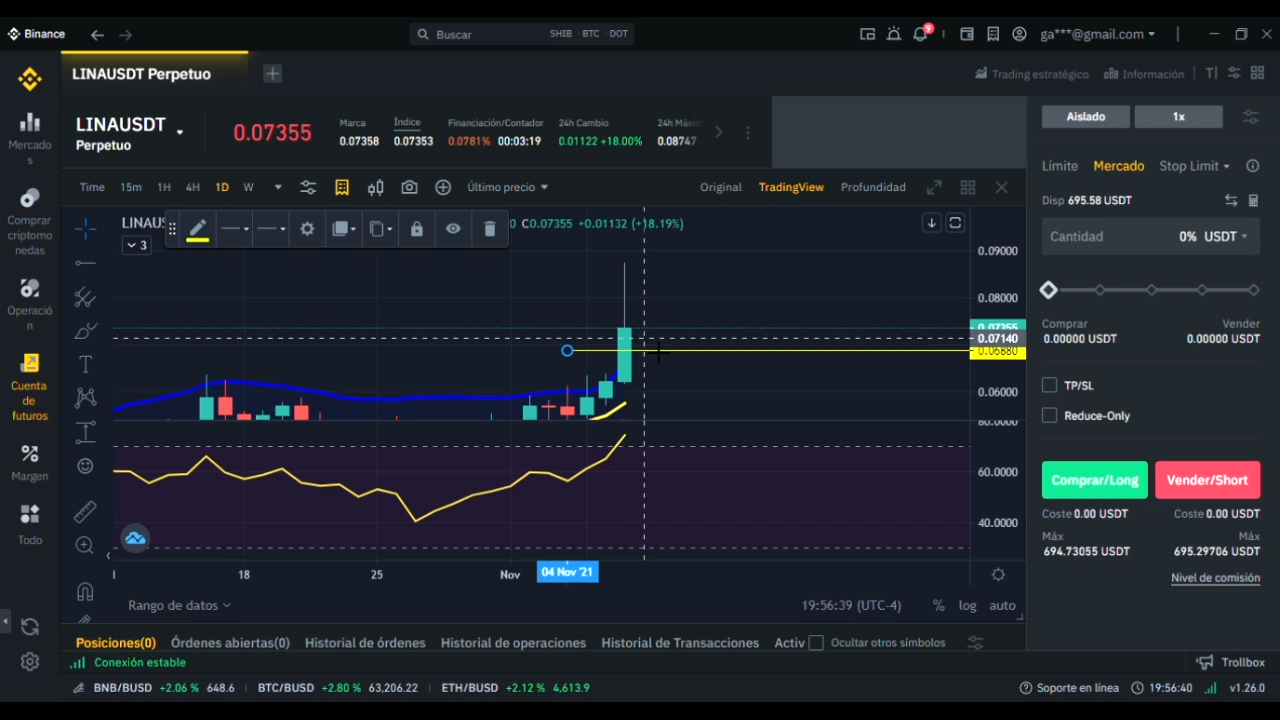 Binance
Buscar SHIB BTC DOT
9
ga***@gmail.com
LINAUSDT Perpetuo
Trading estratégico Información
Mercado
s
Comprar
criptomo
nedas
Operació
n
Cuenta
de
futuros
Margen
Todo
LINAUSDT
Perpetuo
0.07355
Marca
0.07358
Índice
0.07353
Financiación/Contador
0.0781% 00:03:19
24h Cambio
0.01122 +18.00%
24h Máxim
0.08747
Time 15m 1H 4H 1D W
Último precio
Original TradingView Profundidad
LINAUS
0 C0.07355 +0.01132 (+18.19%)
3
0.09000
0.08000
0.07355
0.07140
0.06880
0.06000
80.0000
60.0000
40.0000
18 25 Nov 04 Nov '21
Rango de datos
19:56:39 (UTC-4) % log auto
Aislado 1x
Límite Mercado Stop Limit
Disp 695.58 USDT
Cantidad 0% USDT
Comprar Vender
0.00000 USDT 0.00000 USDT
TP/SL
Reduce-Only
Comprar/Long Vender/Short
Coste 0.00 USDT Coste 0.00 USDT
Máx Máx
694.73055 USDT 695.29706 USDT
Nivel de comisión
Posiciones(0) Órdenes abiertas(0) Historial de órdenes Historial de operaciones Historial de Transacciones Activ Ocultar otros símbolos
Conexión estable
Trollbox
BNB/BUSD +2.06 % 648.6 BTC/BUSD +2.80 % 63,206.22 ETH/BUSD +2.12 % 4,613.9
Soporte en línea 19:56:40 v1.26.0